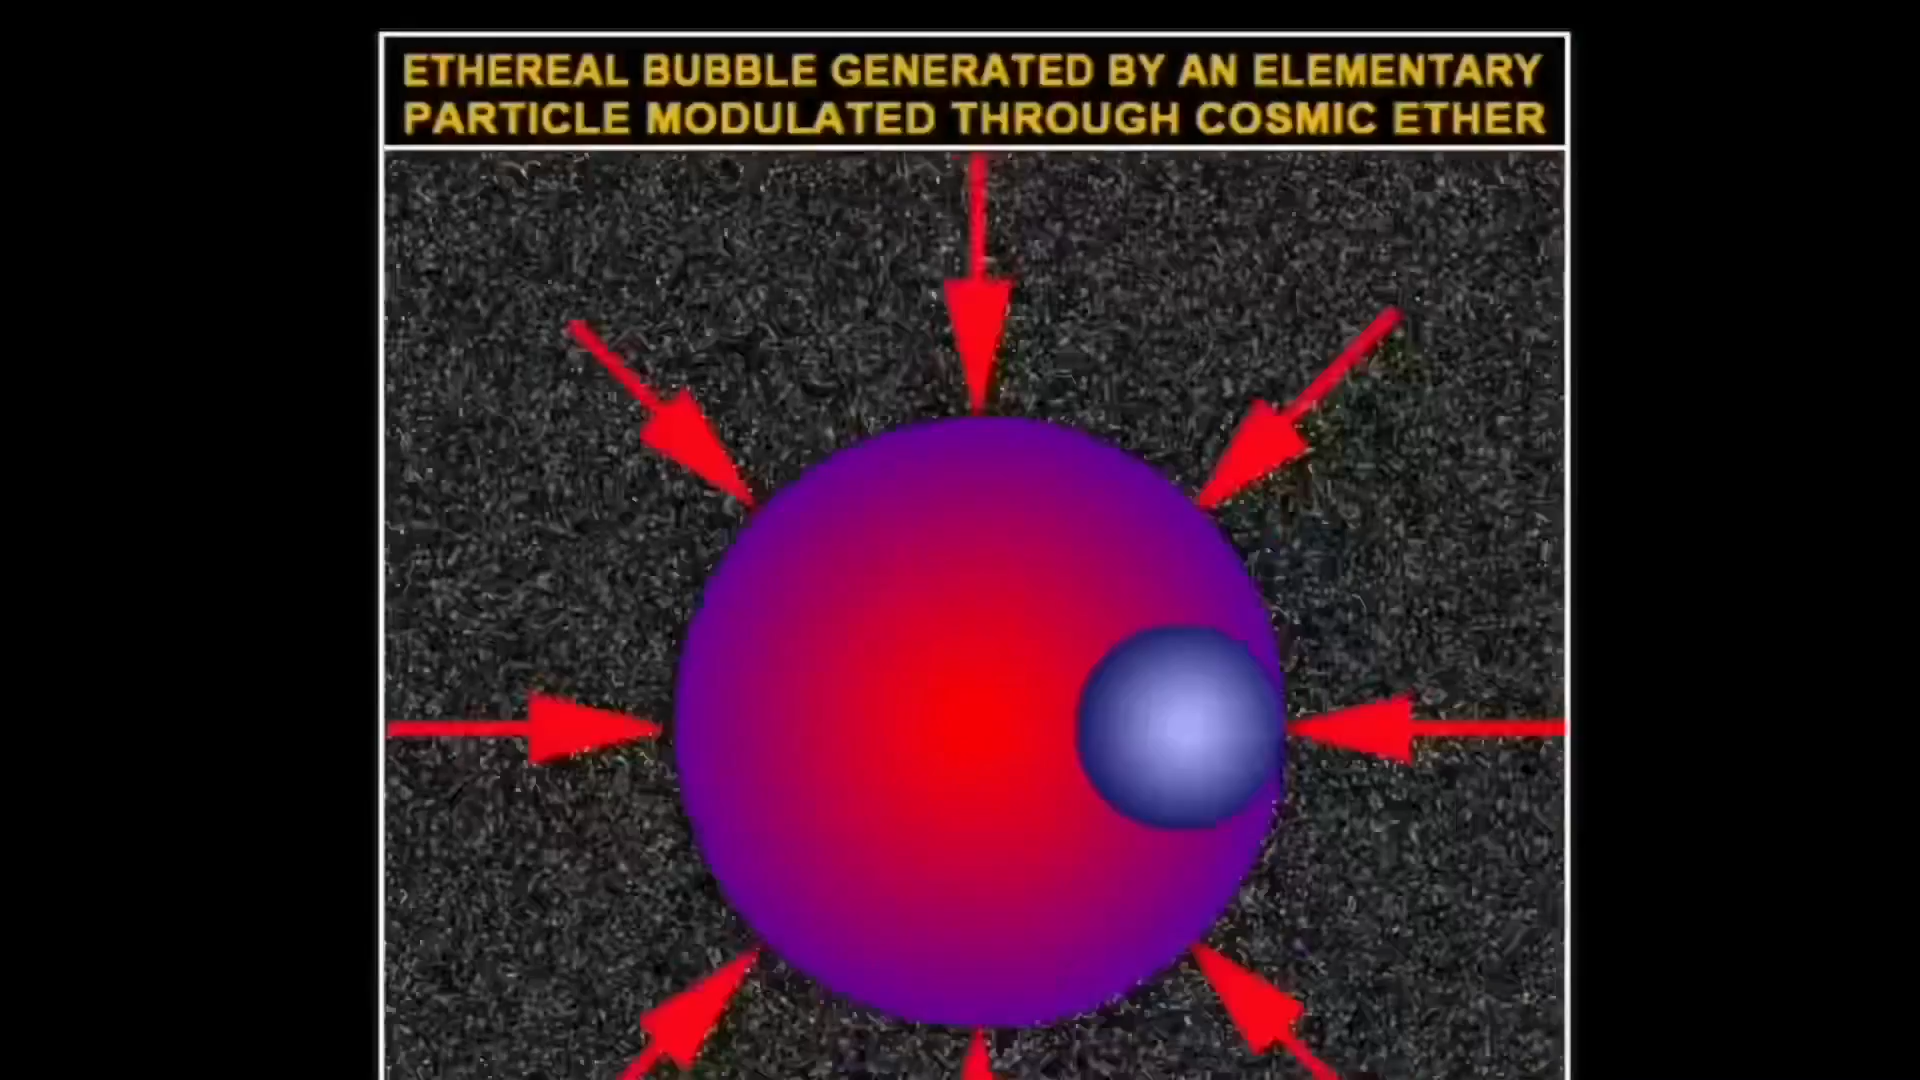 ETHEREAL BUBBLE GENERATED BY AN ELEMENTARY
PARTICLE MODULATED THROUGH COSMIC ETHER